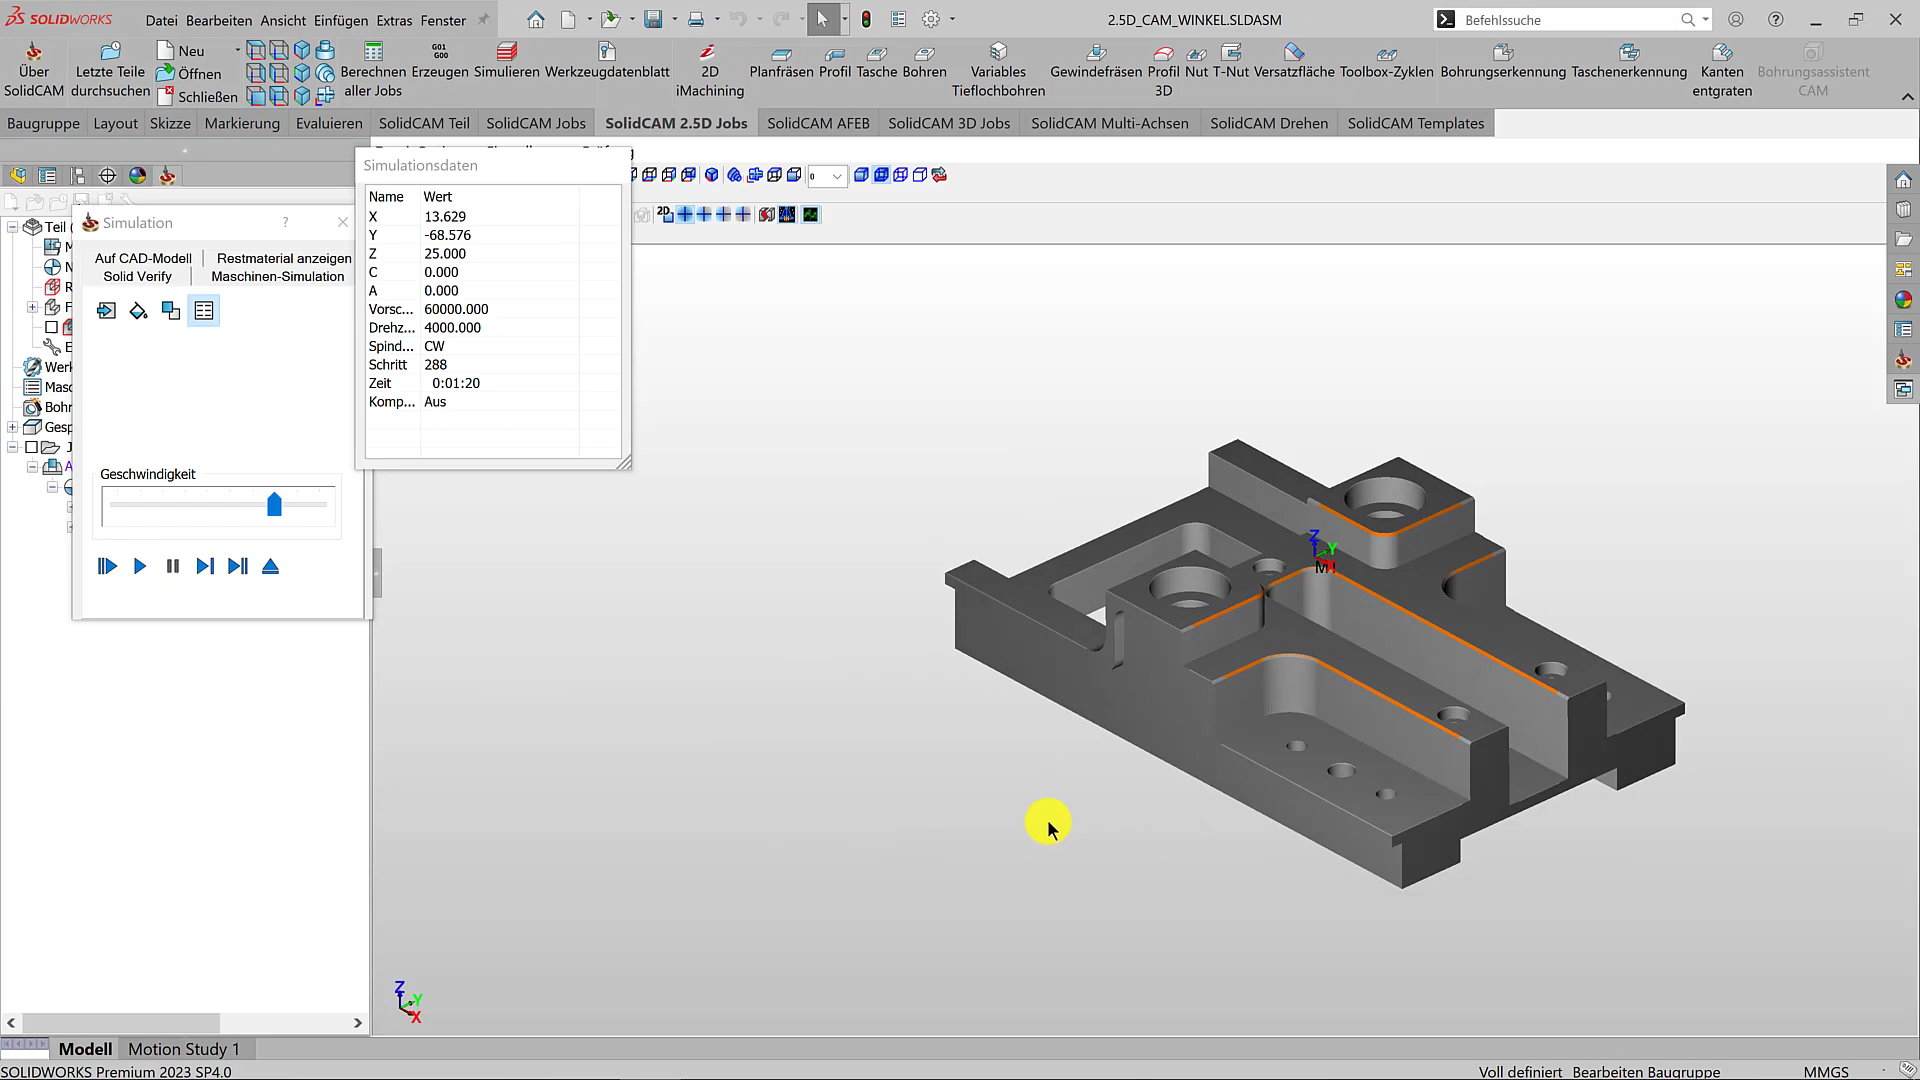 SOLIDWORKS Datei Bearbeiten Ansicht Einfügen Extras Fenster 2.5D_CAM_WINKEL.SLDASM Befehlssuche
Über SolidCAM
Letzte Teile durchsuchen
Neu
Öffnen
Schließen
Berechnen aller Jobs
G01 G00
Erzeugen
Simulieren
Werkzeugdatenblatt
2D iMachining
Planfräsen
Profil
Tasche
Bohren
Variables Tieflochbohren
Gewindefräsen
Profil 3D
Nut
T-Nut
Versatzfläche
Toolbox-Zyklen
Bohrungserkennung
Taschenerkennung
Kanten entgraten
Bohrungsassistent CAM
Baugruppe Layout Skizze Markierung Evaluieren SolidCAM Teil SolidCAM Jobs SolidCAM 2.5D Jobs SolidCAM AFEB SolidCAM 3D Jobs SolidCAM Multi-Achsen SolidCAM Drehen SolidCAM Templates
Simulationsdaten
Name Wert
X 13.629
Y -68.576
Z 25.000
C 0.000
A 0.000
Vorsc... 60000.000
Drehz... 4000.000
Spind... CW
Schritt 288
Zeit 0:01:20
Komp... Aus
0
2D
Simulation ?
Auf CAD-Modell Restmaterial anzeigen
Solid Verify Maschinen-Simulation
Geschwindigkeit
Teil (
M
N
R
F
E
Werk
Masc
Bohr
Gesp
J
A
Z
Y
M
Z
Y
X
Modell Motion Study 1
SOLIDWORKS Premium 2023 SP4.0 Voll definiert Bearbeiten Baugruppe MMGS